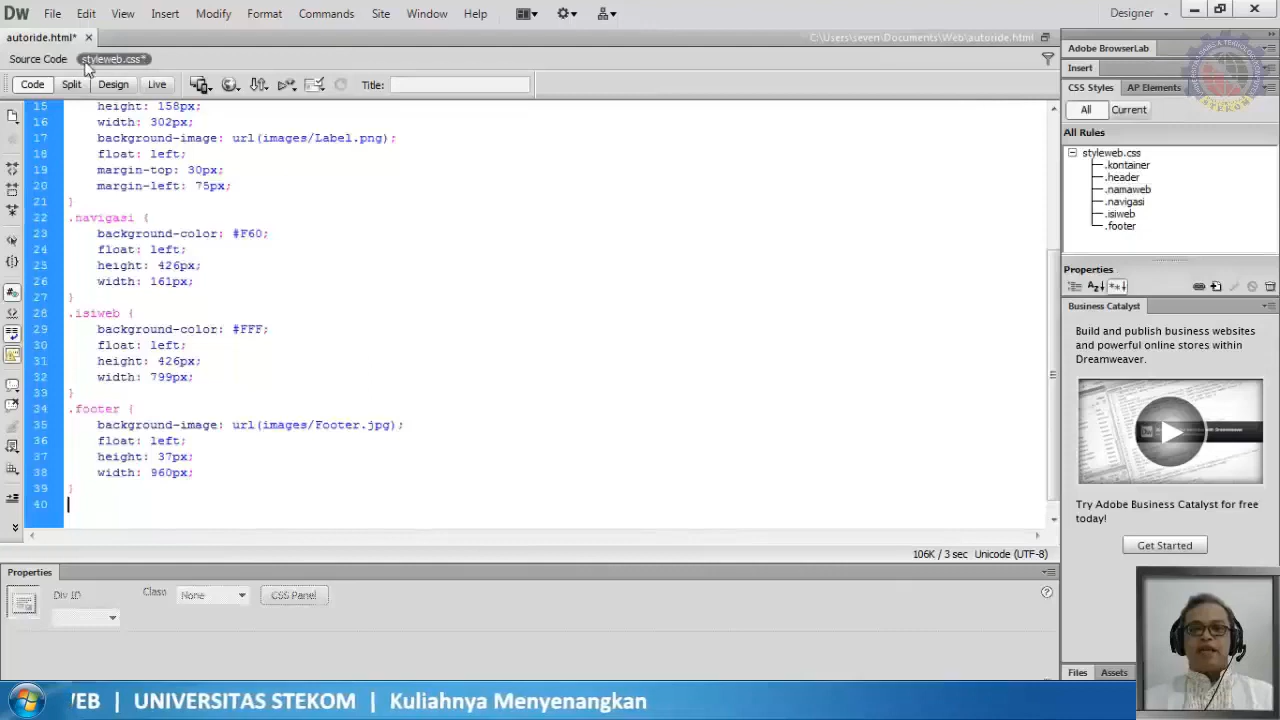 Dw File Edit View Insert Modify Format Commands Site Window Help Designer
autoride.html* C:\Users\seven\Documents\Web\autoride.html
Source Code styleweb.css*
Code Split Design Live Title:
15 height: 158px;
16 width: 302px;
17 background-image: url(images/Label.png);
18 float: left;
19 margin-top: 30px;
20 margin-left: 75px;
21 }
22 .navigasi {
23 background-color: #F60;
24 float: left;
25 height: 426px;
26 width: 161px;
27 }
28 .isiweb {
29 background-color: #FFF;
30 float: left;
31 height: 426px;
32 width: 799px;
33 }
34 .footer {
35 background-image: url(images/Footer.jpg);
36 float: left;
37 height: 37px;
38 width: 960px;
39 }
40
106K / 3 sec Unicode (UTF-8)
Properties
Div ID Class None CSS Panel
Adobe BrowserLab
Insert
CSS Styles AP Elements
All Current
All Rules
styleweb.css
.kontainer
.header
.namaweb
.navigasi
.isiweb
.footer
Properties
Business Catalyst
Build and publish business websites
and powerful online stores within
Dreamweaver.
Try Adobe Business Catalyst for free
today!
Get Started
Files Assets
WEB | UNIVERSITAS STEKOM | Kuliahnya Menyenangkan
STEKOM